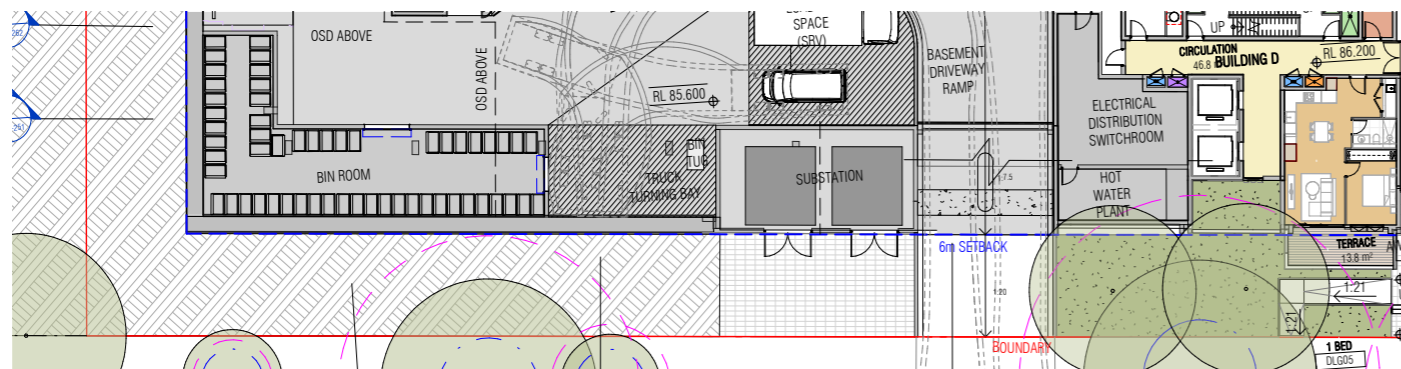 OSD ABOVE
OSD ABOVE
SPACE
(SRV)
BASEMENT
DRIVEWAY
RAMP
UP
CIRCULATION
46.8
BUILDING D
RL 86.200
RL 85.600
ELECTRICAL
DISTRIBUTION
SWITCHROOM
BIN
TUG
BIN ROOM
TRUCK
TURNING BAY
SUBSTATION
1:7.5
HOT
WATER
PLANT
6m SETBACK
TERRACE
13.8 m²
1:20
1:21
1:21
BOUNDARY
1 BED
DLG05